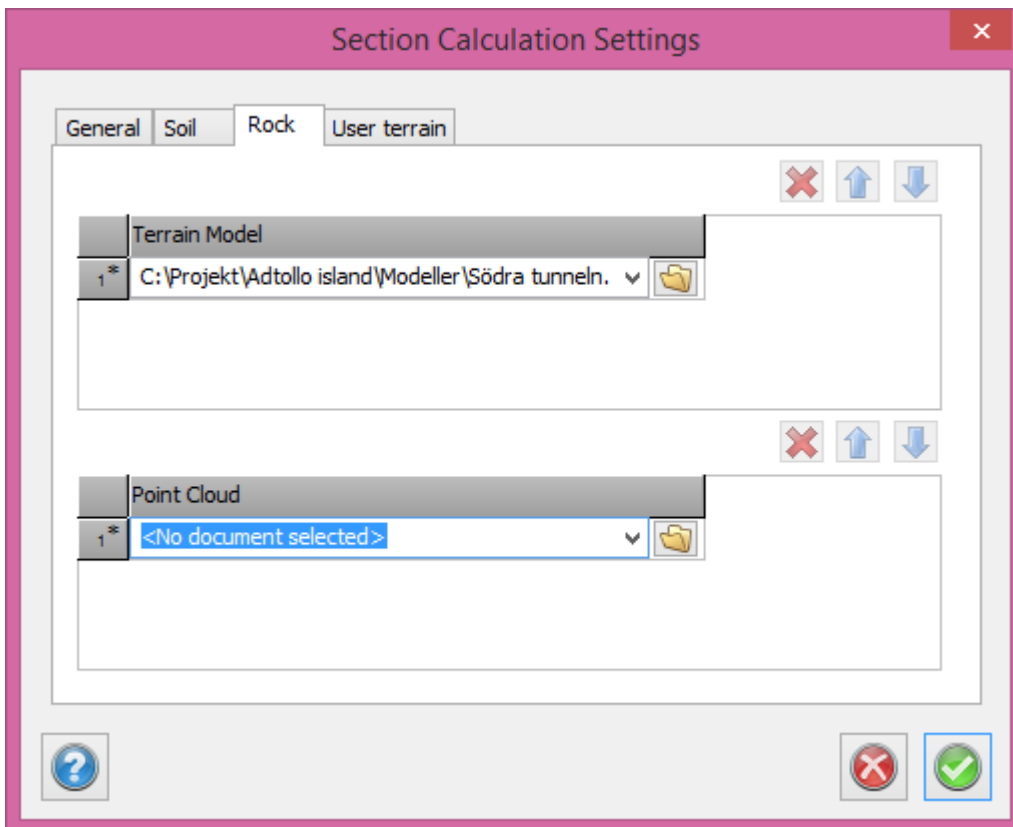 Section Calculation Settings
General Soil Rock User terrain
Terrain Model
1* C:\Projekt\Adtollo island\Modeller\Södra tunneln.
Point Cloud
1* <No document selected>